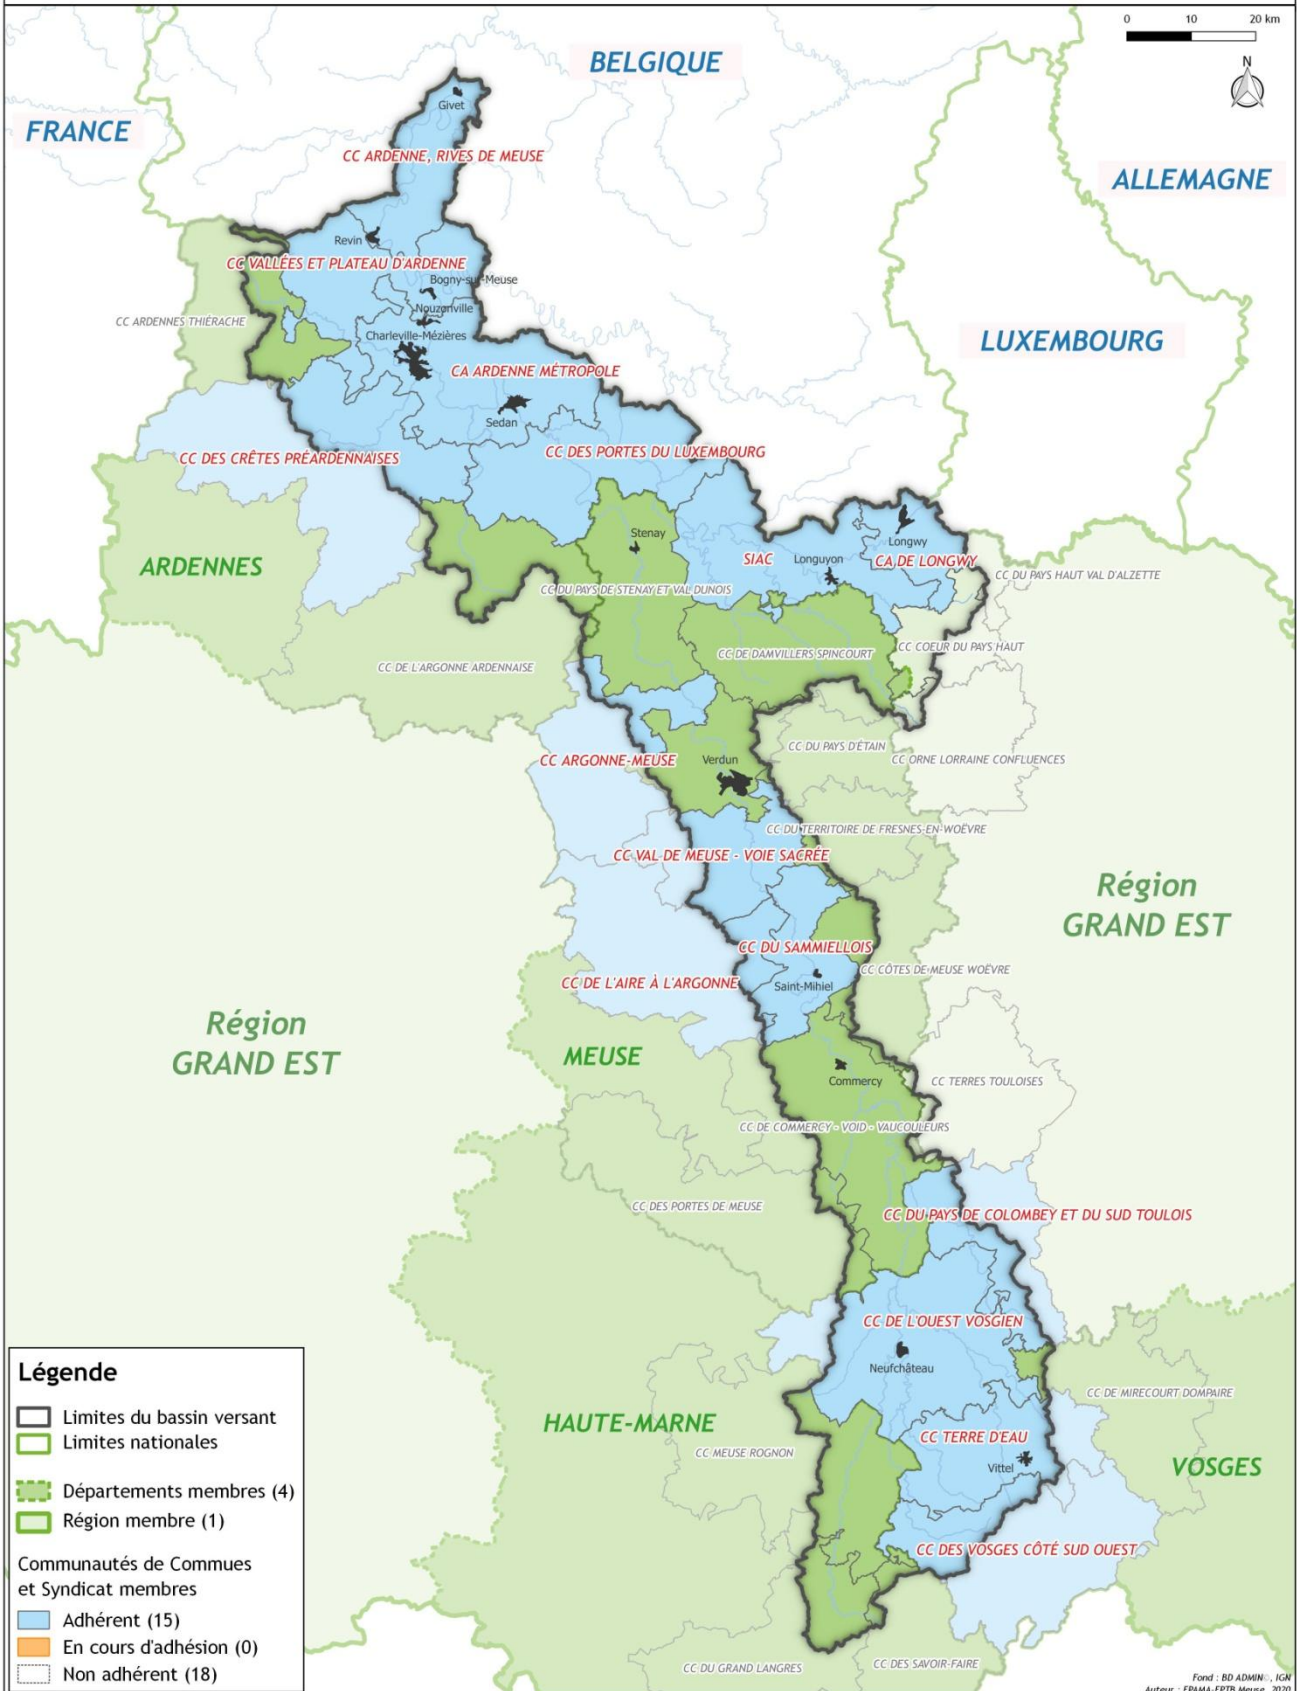 0 10 20 km
N
BELGIQUE
FRANCE
ALLEMAGNE
LUXEMBOURG
Givet
CC ARDENNE, RIVES DE MEUSE
Revin
CC VALLÉES ET PLATEAU D'ARDENNE
Bogny-sur-Meuse
Nouzonville
CC ARDENNES THIÉRACHE
Charleville-Mézières
CA ARDENNE MÉTROPOLE
Sedan
CC DES CRÊTES PRÉARDENNAISES
CC DES PORTES DU LUXEMBOURG
ARDENNES
Stenay
Longwy
SIAC
Longuyon
CA DE LONGWY
CC DU PAYS HAUT VAL D'ALZETTE
CC DU PAYS DE STENAY ET VAL DUNOIS
CC DE L'ARGONNE ARDENNAISE
CC DE DAMVILLERS SPINCOURT
CC COEUR DU PAYS HAUT
CC ARGONNE-MEUSE
Verdun
CC DU PAYS D'ÉTAIN
CC ORNE LORRAINE CONFLUENCES
CC DU TERRITOIRE DE FRESNES-EN-WOËVRE
CC VAL DE MEUSE - VOIE SACRÉE
Région
GRAND EST
CC DU SAMMIELLOIS
CC DE L'AIRE À L'ARGONNE
Saint-Mihiel
CC CÔTES DE MEUSE WOËVRE
Région
GRAND EST
MEUSE
Commercy
CC TERRES TOULOISES
CC DE COMMERCY - VOID - VAUCOULEURS
CC DES PORTES DE MEUSE
CC DU PAYS DE COLOMBEY ET DU SUD TOULOIS
CC DE L'OUEST VOSGIEN
Neufchâteau
CC DE MIRECOURT DOMPAIRE
HAUTE-MARNE
CC MEUSE ROGNON
CC TERRE D'EAU
Vittel
VOSGES
CC DES VOSGES CÔTÉ SUD OUEST
CC DU GRAND LANGRES
CC DES SAVOIR-FAIRE
Légende
Limites du bassin versant
Limites nationales
Départements membres (4)
Région membre (1)
Communautés de Commues
et Syndicat membres
Adhérent (15)
En cours d'adhésion (0)
Non adhérent (18)
Fond : BD ADMIN©, IGN
Auteur : EPAMA-EPTB Meuse, 2020